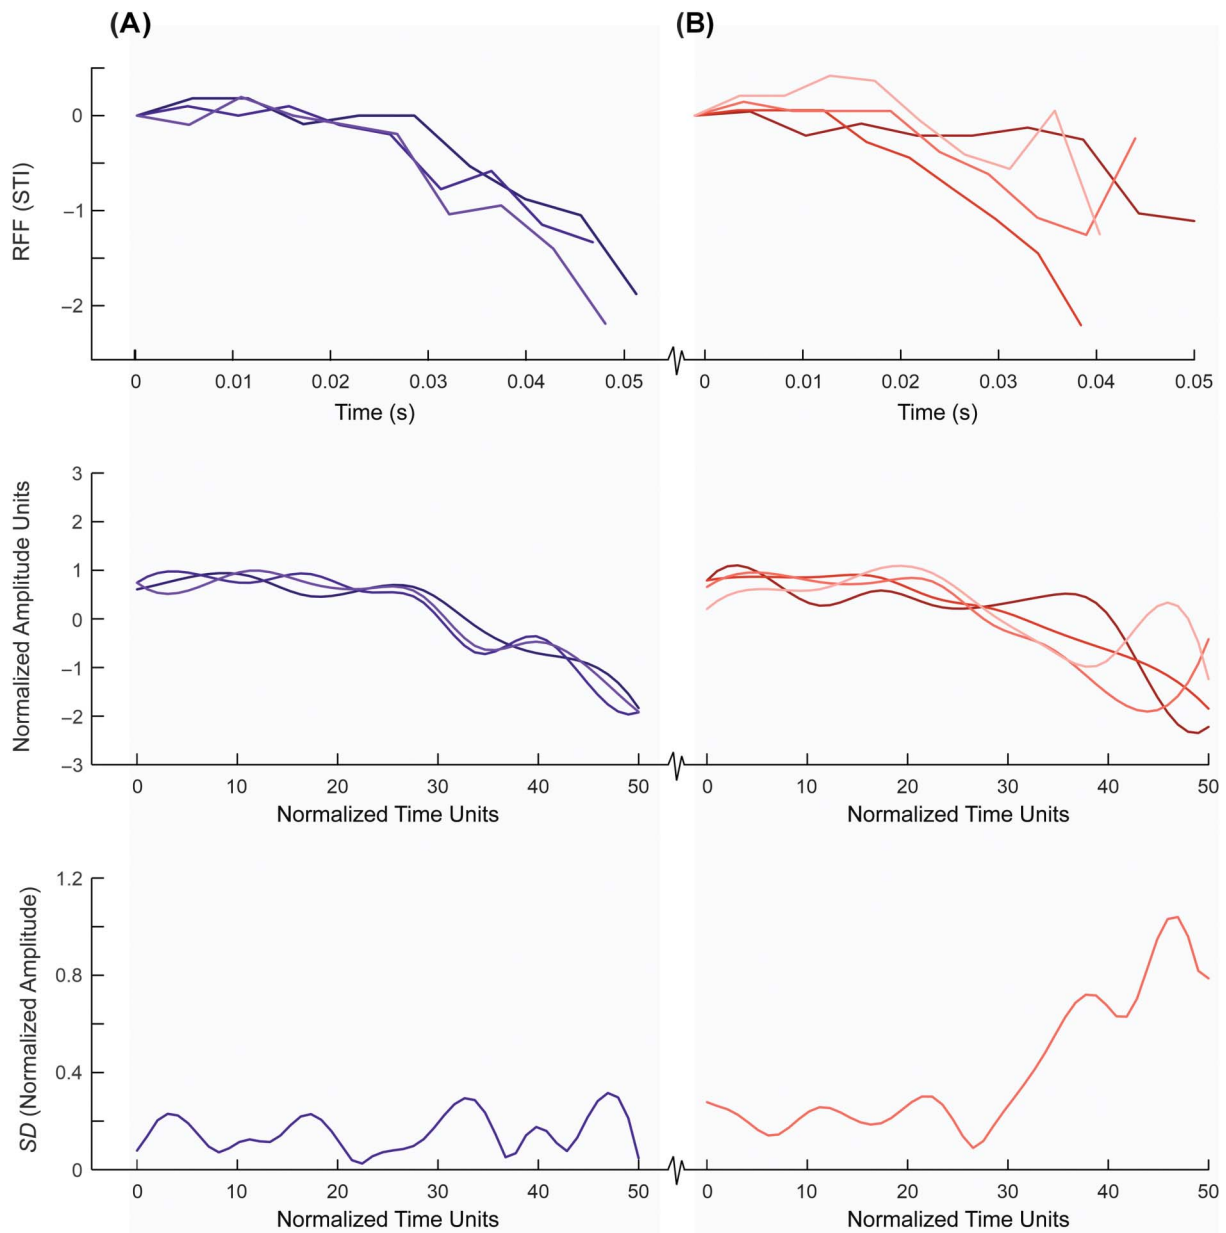 (A) (B)
RFF (STI)
0
–1
–2
0 0.01 0.02 0.03 0.04 0.05 0 0.01 0.02 0.03 0.04 0.05
Time (s) Time (s)
Normalized Amplitude Units
3
2
1
0
–1
–2
–3
0 10 20 30 40 50 0 10 20 30 40 50
Normalized Time Units Normalized Time Units
SD (Normalized Amplitude)
1.2
0.8
0.4
0
0 10 20 30 40 50 0 10 20 30 40 50
Normalized Time Units Normalized Time Units